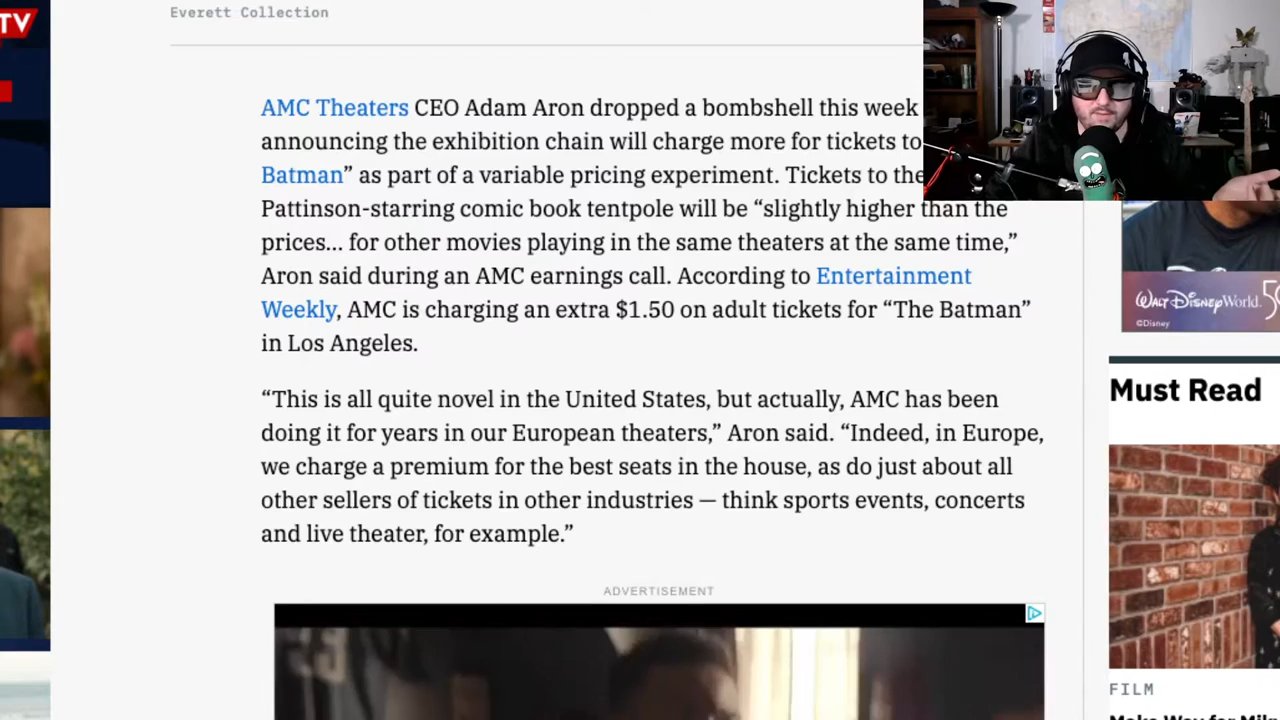 TV
Everett Collection
AMC Theaters CEO Adam Aron dropped a bombshell this week
announcing the exhibition chain will charge more for tickets to
Batman” as part of a variable pricing experiment. Tickets to the
Pattinson-starring comic book tentpole will be “slightly higher than the
prices… for other movies playing in the same theaters at the same time,”
Aron said during an AMC earnings call. According to Entertainment
Weekly, AMC is charging an extra $1.50 on adult tickets for “The Batman”
in Los Angeles.
“This is all quite novel in the United States, but actually, AMC has been
doing it for years in our European theaters,” Aron said. “Indeed, in Europe,
we charge a premium for the best seats in the house, as do just about all
other sellers of tickets in other industries — think sports events, concerts
and live theater, for example.”
ADVERTISEMENT
Walt Disney World. 50
©Disney
Must Read
FILM